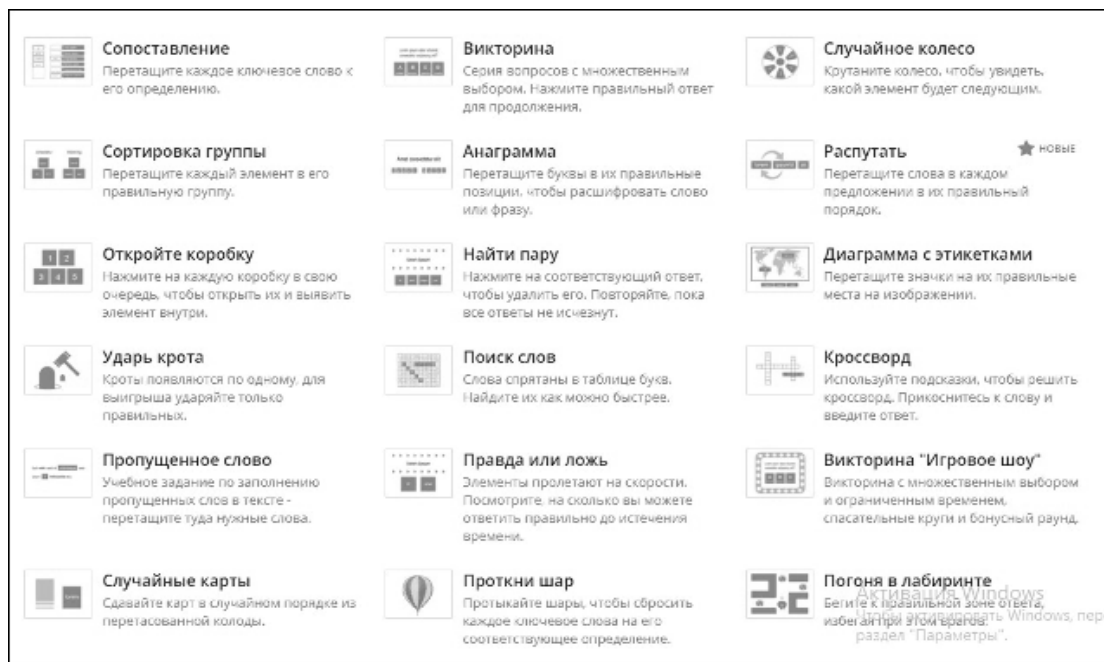 Сопоставление
Перетащите каждое ключевое слово к
его определению.
Викторина
Серия вопросов с множественным
выбором. Нажмите правильный ответ
для продолжения.
Случайное колесо
Крутаните колесо, чтобы увидеть,
какой элемент будет следующим.
Сортировка группы
Перетащите каждый элемент в его
правильную группу.
Анаграмма
Перетащите буквы в их правильные
позиции, чтобы расшифровать слово
или фразу.
Распутать
НОВЫЕ
Перетащите слова в каждом
предложении в их правильный
порядок.
Откройте коробку
Нажмите на каждую коробку в свою
очередь, чтобы открыть их и выявить
элемент внутри.
1 2
3 4 5
Найти пару
Нажмите на соответствующий ответ,
чтобы удалить его. Повторяйте, пока
все ответы не исчезнут.
Диаграмма с этикетками
Перетащите значки на их правильные
места на изображении.
Ударь крота
Кроты появляются по одному, для
выигрыша ударяйте только
правильных.
Поиск слов
Слова спрятаны в таблице букв.
Найдите их как можно быстрее.
Кроссворд
Используйте подсказки, чтобы решить
кроссворд. Прикоснитесь к слову и
введите ответ.
Пропущенное слово
Учебное задание по заполнению
пропущенных слов в тексте -
перетащите туда нужные слова.
Правда или ложь
Элементы пролетают на скорости.
Посмотрите, на сколько вы можете
ответить правильно до истечения
времени.
Викторина "Игровое шоу"
Викторина с множественным выбором
и ограниченным временем,
спасательные круги и бонусный раунд.
Случайные карты
Сдавайте карт в случайном порядке из
перетасованной колоды.
Проткни шар
Протыкайте шары, чтобы сбросить
каждое ключевое слова на его
соответствующее определение.
Погоня в лабиринте
Бегите к правильной зоне ответа,
избегая при этом врагов.
Активация Windows
Чтобы активировать Windows, пер
раздел "Параметры".